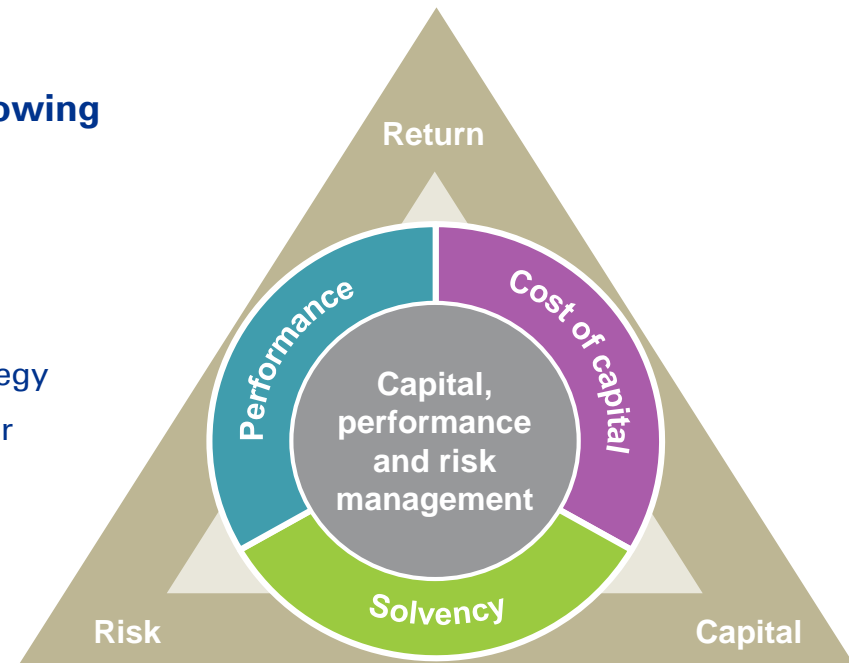 owing
egy
r
Return
Performance
Cost of capital
Capital,
performance
and risk
management
Solvency
Risk
Capital